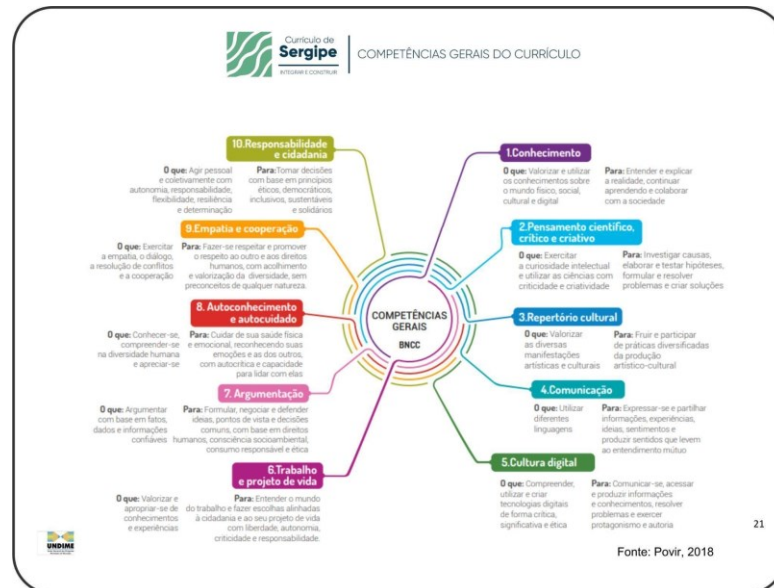 Currículo de
Sergipe
INTEGRAR E CONSTRUIR
COMPETÊNCIAS GERAIS DO CURRÍCULO
COMPETÊNCIAS
GERAIS
BNCC
1.Conhecimento
O que: Valorizar e utilizar
os conhecimentos sobre
o mundo físico, social,
cultural e digital
Para: Entender e explicar
a realidade, continuar
aprendendo e colaborar
com a sociedade
2.Pensamento científico,
crítico e criativo
O que: Exercitar
a curiosidade intelectual
e utilizar as ciências com
criticidade e criatividade
Para: Investigar causas,
elaborar e testar hipóteses,
formular e resolver
problemas e criar soluções
3.Repertório cultural
O que: Valorizar
as diversas
manifestações
artísticas e culturais
Para: Fruir e participar
de práticas diversificadas
da produção
artístico-cultural
4.Comunicação
O que: Utilizar
diferentes
linguagens
Para: Expressar-se e partilhar
informações, experiências,
ideias, sentimentos e
produzir sentidos que levem
ao entendimento mútuo
5.Cultura digital
O que: Compreender,
utilizar e criar
tecnologias digitais
de forma crítica,
significativa e ética
Para: Comunicar-se, acessar
e produzir informações
e conhecimentos, resolver
problemas e exercer
protagonismo e autoria
6.Trabalho
e projeto de vida
O que: Valorizar e
apropriar-se de
conhecimentos
e experiências
Para: Entender o mundo
do trabalho e fazer escolhas alinhadas
à cidadania e ao seu projeto de vida
com liberdade, autonomia,
criticidade e responsabilidade.
7. Argumentação
O que: Argumentar
com base em fatos,
dados e informações
confiáveis
Para: Formular, negociar e defender
ideias, pontos de vista e decisões
comuns, com base em direitos
humanos, consciência socioambiental,
consumo responsável e ética
8. Autoconhecimento
e autocuidado
O que: Conhecer-se,
compreender-se
na diversidade humana
e apreciar-se
Para: Cuidar de sua saúde física
e emocional, reconhecendo suas
emoções e as dos outros,
com autocrítica e capacidade
para lidar com elas
9.Empatia e cooperação
O que: Exercitar
a empatia, o diálogo,
a resolução de conflitos
e a cooperação
Para: Fazer-se respeitar e promover
o respeito ao outro e aos direitos
humanos, com acolhimento
e valorização da diversidade, sem
preconceitos de qualquer natureza.
10.Responsabilidade
e cidadania
O que: Agir pessoal
e coletivamente com
autonomia, responsabilidade,
flexibilidade, resiliência
e determinação
Para:Tomar decisões
com base em princípios
éticos, democráticos,
inclusivos, sustentáveis
e solidários
UNDIME
21
Fonte: Povir, 2018